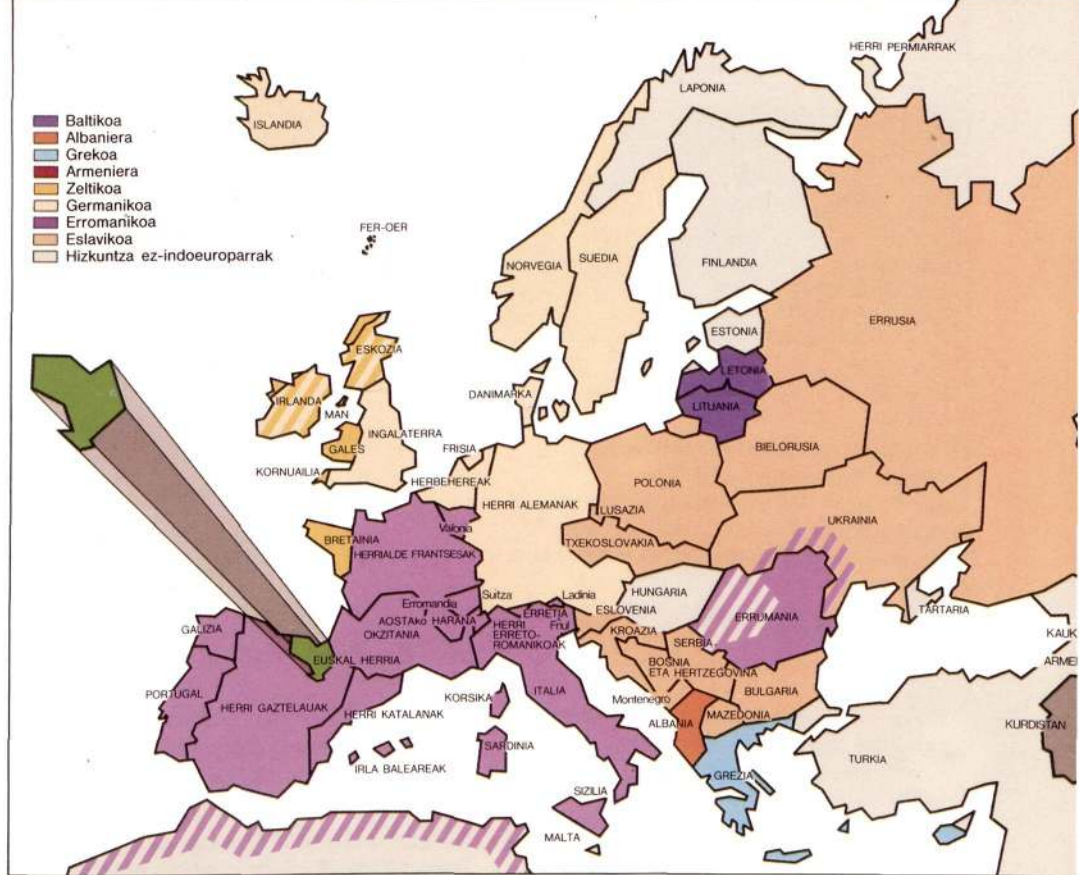 HERRI PERMIARRAK
LAPONIA
ISLANDIA
Baltikoa
Albaniera
Grekoa
Armeniera
Zeltikoa
Germanikoa
Erromanikoa
Eslavikoa
Hizkuntza ez-indoeuroparrak
FER-OER
NORVEGIA
SUEDIA
FINLANDIA
ERRUSIA
ESTONIA
LETONIA
LITUANIA
ESKOZIA
IRLANDA
MAN
DANIMARKA
INGALATERRA
GALES
FRISIA
KORNUAILIA
HERBEHEREAK
BIELORUSIA
POLONIA
HERRI ALEMANAK
LUSAZIA
UKRAINIA
Valonia
BRETAINIA
TXEKOSLOVAKIA
HERRIALDE FRANTSESAK
HUNGARIA
Suitza
Ladinia
Erromandia
ESLOVENIA
TARTARIA
AOSTAko HARANA
ERRETIA
Friul
ERRUMANIA
GALIZIA
OKZITANIA
HERRI
ERRETO-
ROMANIKOAK
KROAZIA
KAUK
SERBIA
EUSKAL HERRIA
BOSNIA
ETA HERTZEGOVINA
ARME
PORTUGAL
KORSIKA
ITALIA
Montenegro
BULGARIA
HERRI GAZTELAUAK
HERRI KATALANAK
ALBANIA
MAZEDONIA
KURDISTAN
SARDINIA
TURKIA
IRLA BALEAREAK
GREZIA
SIZILIA
MALTA